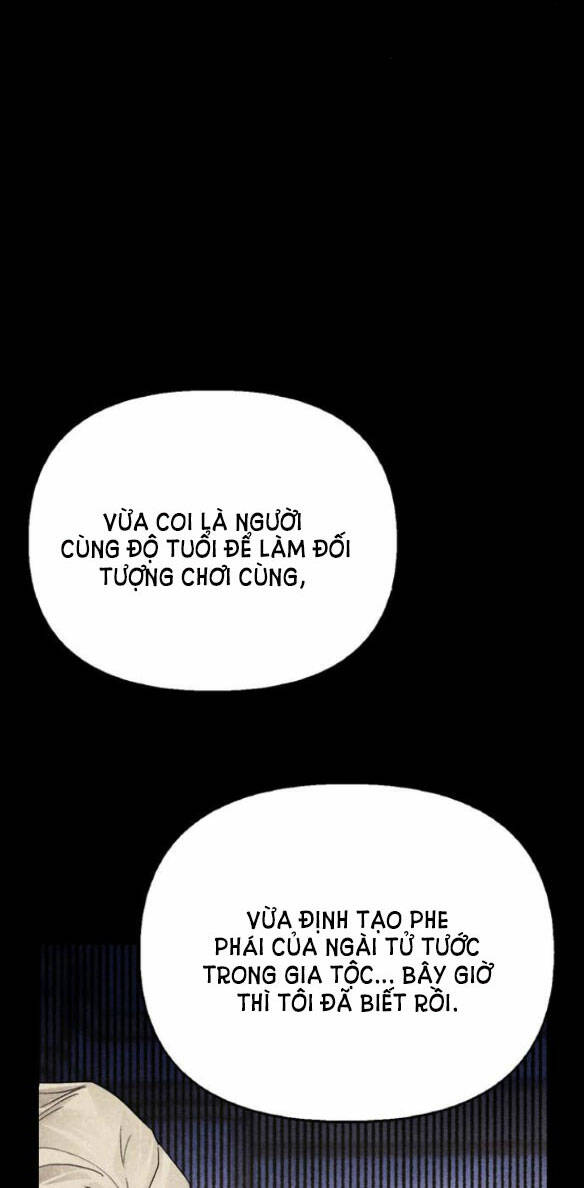 VỪA COI LÀ NGƯỜI
CÙNG ĐỘ TUỔI ĐỂ LÀM ĐỐI
TƯỢNG CHƠI CÙNG,
VỪA ĐỊNH TẠO PHE
PHÁI CỦA NGÀI TỬ TƯỚC
TRONG GIA TỘC... BÂY GIỜ
THÌ TÔI ĐÃ BIẾT RỒI.